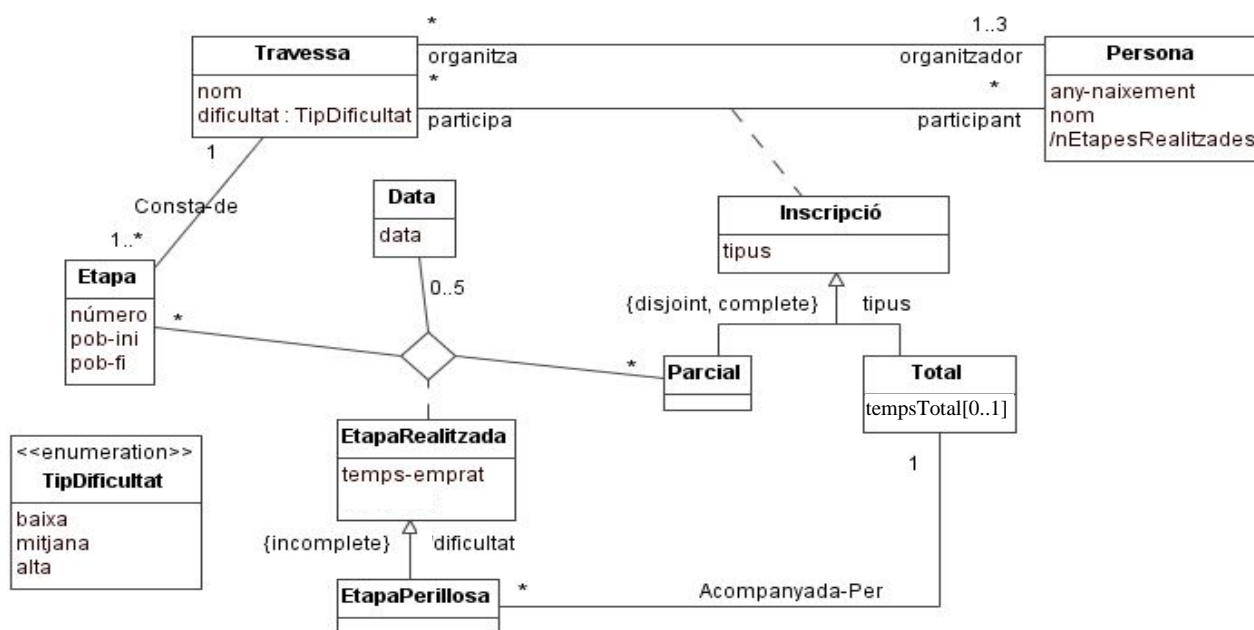 *
1..3
Travessa
organitza
organitzador
Persona
nom
dificultat : TipDificultat
*
*
participa
participant
any-naixement
nom
/nEtapesRealitzades
1
Consta-de
1..*
Data
data
Inscripció
tipus
0..5
{disjoint, complete}
tipus
Etapa
número
pob-ini
pob-fi
*
*
Parcial
Total
tempsTotal[0..1]
<<enumeration>>
TipDificultat
baixa
mitjana
alta
EtapaRealitzada
temps-emprat
1
{incomplete}
'dificultat
EtapaPerillosa
*
Acompanyada-Per